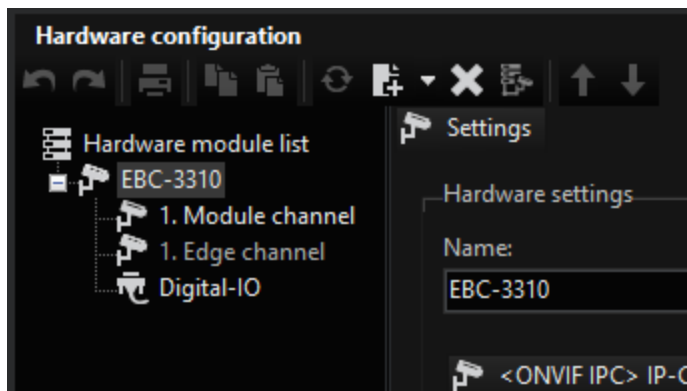 Hardware configuration
Hardware module list
EBC-3310
1. Module channel
1. Edge channel
Digital-IO
Settings
Hardware settings
Name:
EBC-3310
<ONVIF IPC>